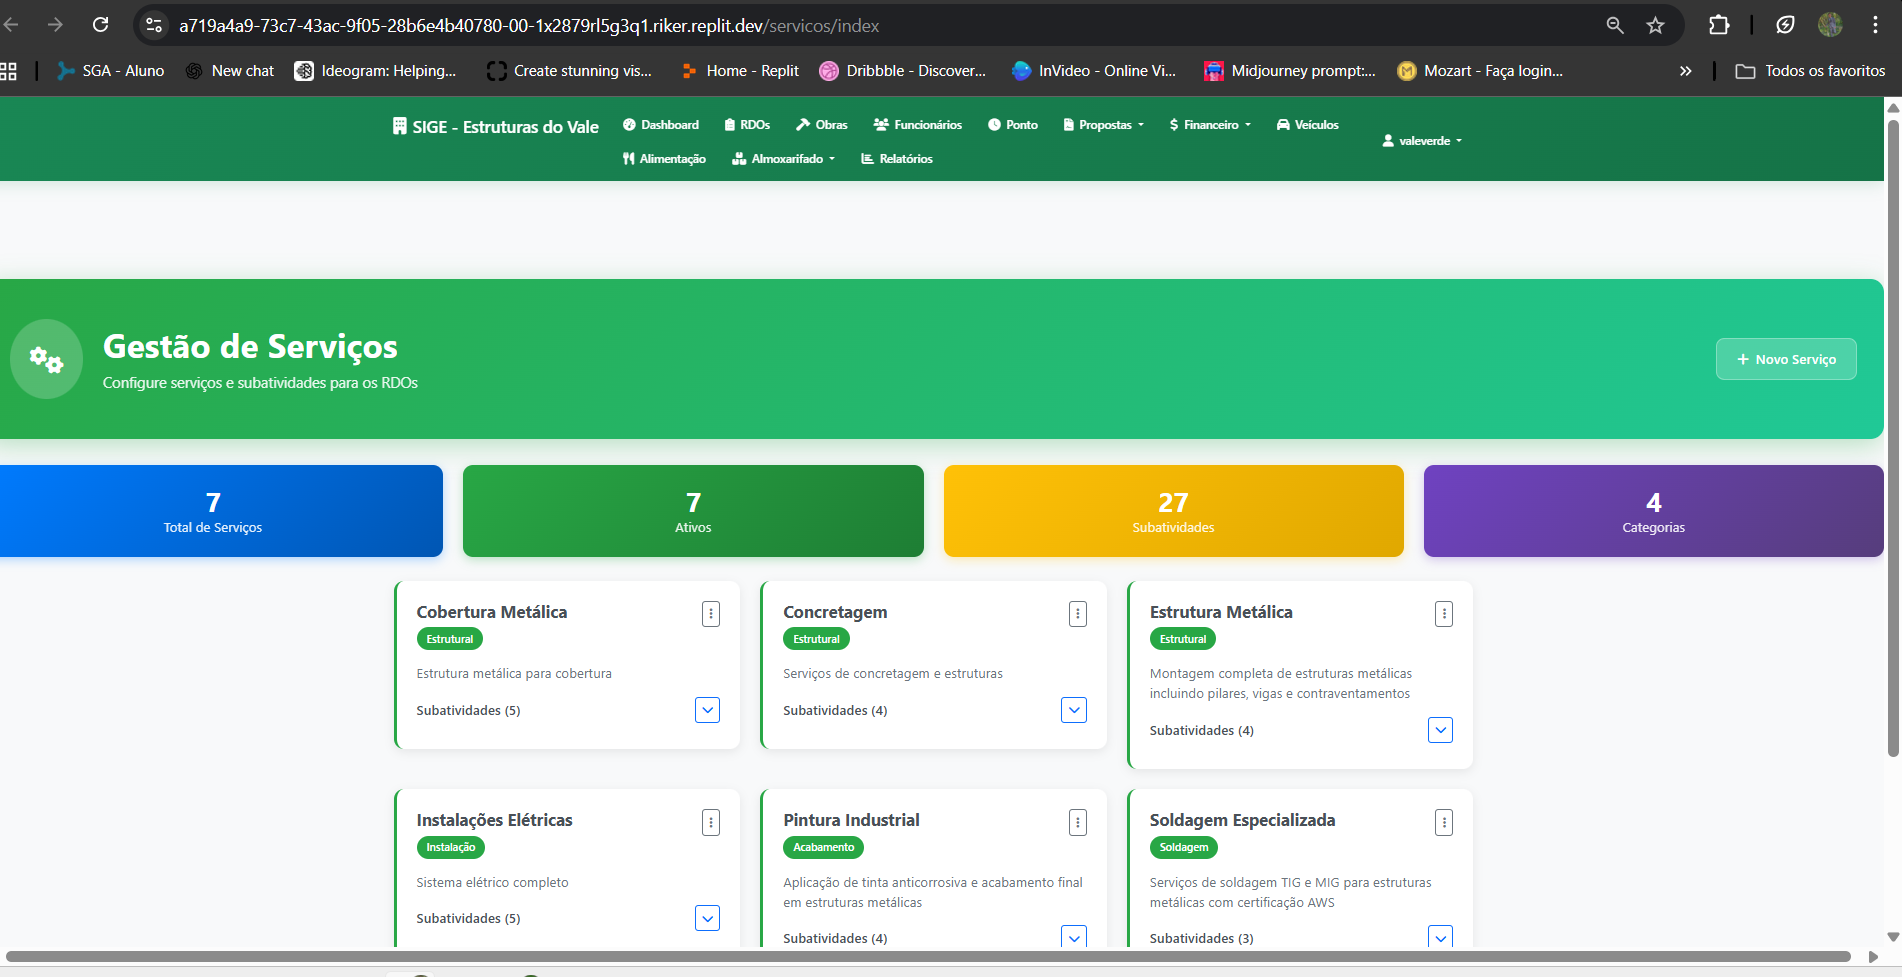 a719a4a9-73c7-43ac-9f05-28b6e4b40780-00-1x2879rl5g3q1.riker.replit.dev/servicos/index
SGA - Aluno
New chat
Ideogram: Helping...
Create stunning vis...
Home - Replit
Dribbble - Discover...
InVideo - Online Vi...
Midjourney prompt:...
Mozart - Faça login...
Todos os favoritos
SIGE - Estruturas do Vale
Dashboard
RDOs
Obras
Funcionários
Ponto
Propostas
Financeiro
Veículos
valeverde
Alimentação
Almoxarifado
Relatórios
Gestão de Serviços
Configure serviços e subatividades para os RDOs
+ Novo Serviço
7
Total de Serviços
7
Ativos
27
Subatividades
4
Categorias
Cobertura Metálica
Estrutural
Estrutura metálica para cobertura
Subatividades (5)
Concretagem
Estrutural
Serviços de concretagem e estruturas
Subatividades (4)
Estrutura Metálica
Estrutural
Montagem completa de estruturas metálicas
incluindo pilares, vigas e contraventamentos
Subatividades (4)
Instalações Elétricas
Instalação
Sistema elétrico completo
Subatividades (5)
Pintura Industrial
Acabamento
Aplicação de tinta anticorrosiva e acabamento final
em estruturas metálicas
Subatividades (4)
Soldagem Especializada
Soldagem
Serviços de soldagem TIG e MIG para estruturas
metálicas com certificação AWS
Subatividades (3)